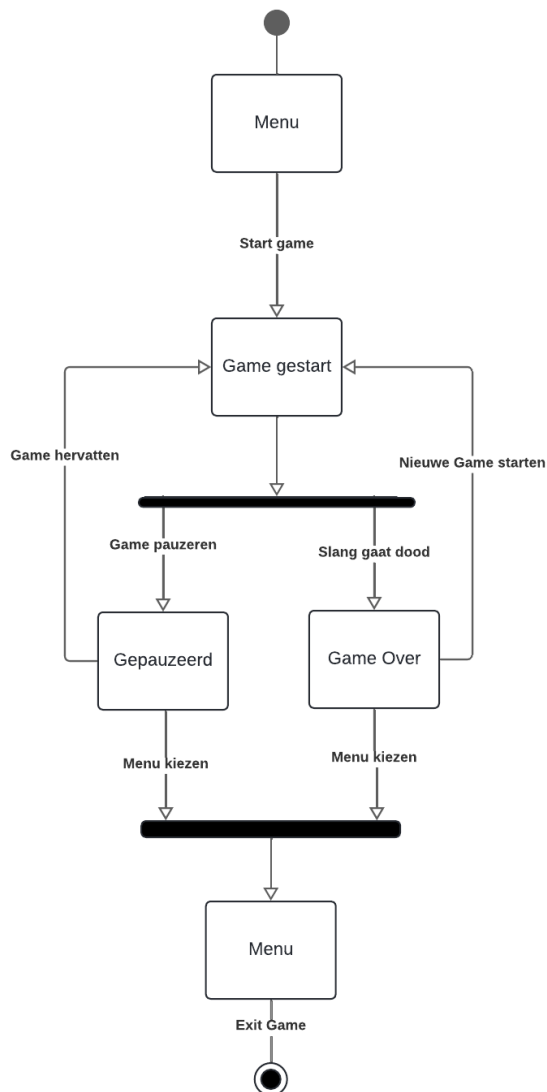 Menu
Start game
Game gestart
Game hervatten
Nieuwe Game starten
Game pauzeren
Slang gaat dood
Gepauzeerd
Game Over
Menu kiezen
Menu kiezen
Menu
Exit Game